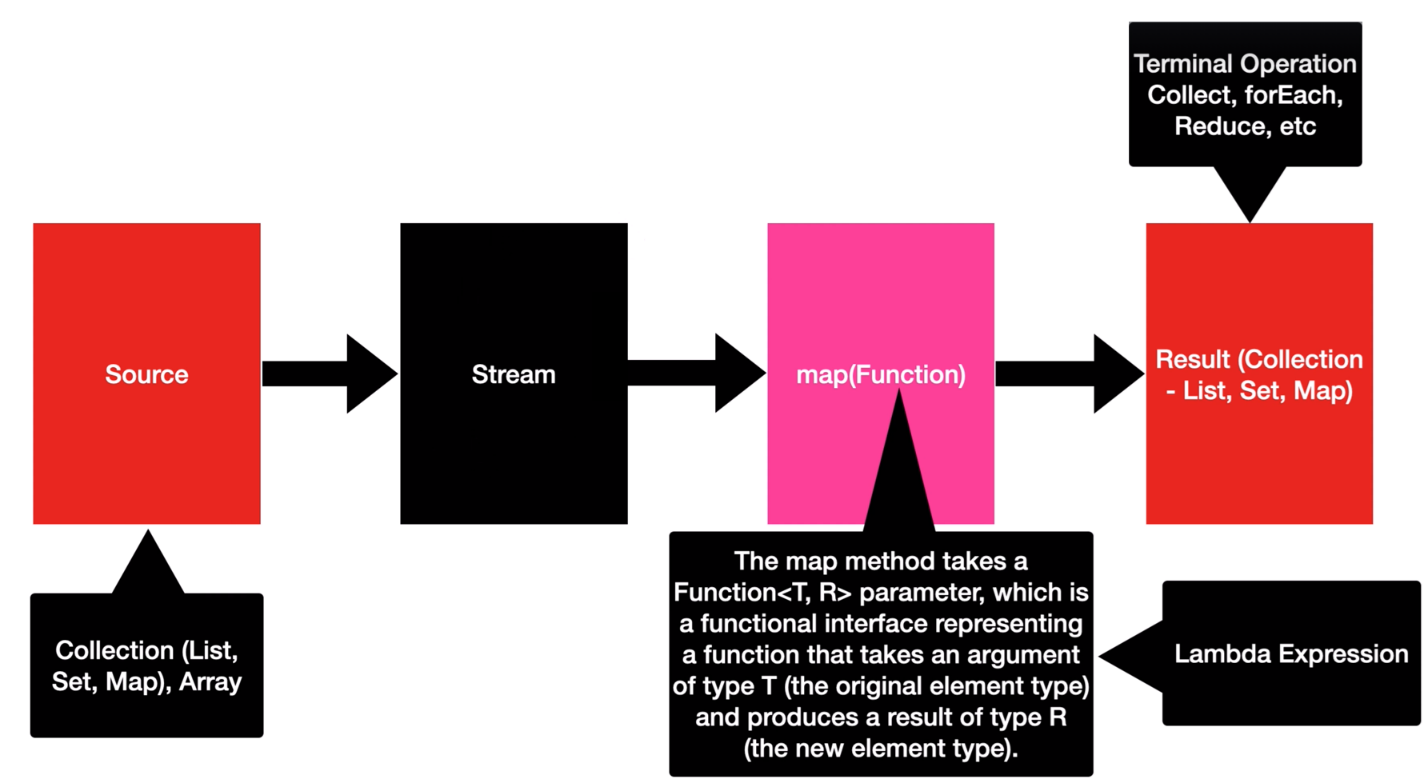 Terminal Operation
Collect, forEach,
Reduce, etc
Source
Stream
map(Function)
Result (Collection
- List, Set, Map)
Collection (List,
Set, Map), Array
The map method takes a
Function<T, R> parameter, which is
a functional interface representing
a function that takes an argument
of type T (the original element type)
and produces a result of type R
(the new element type).
Lambda Expression